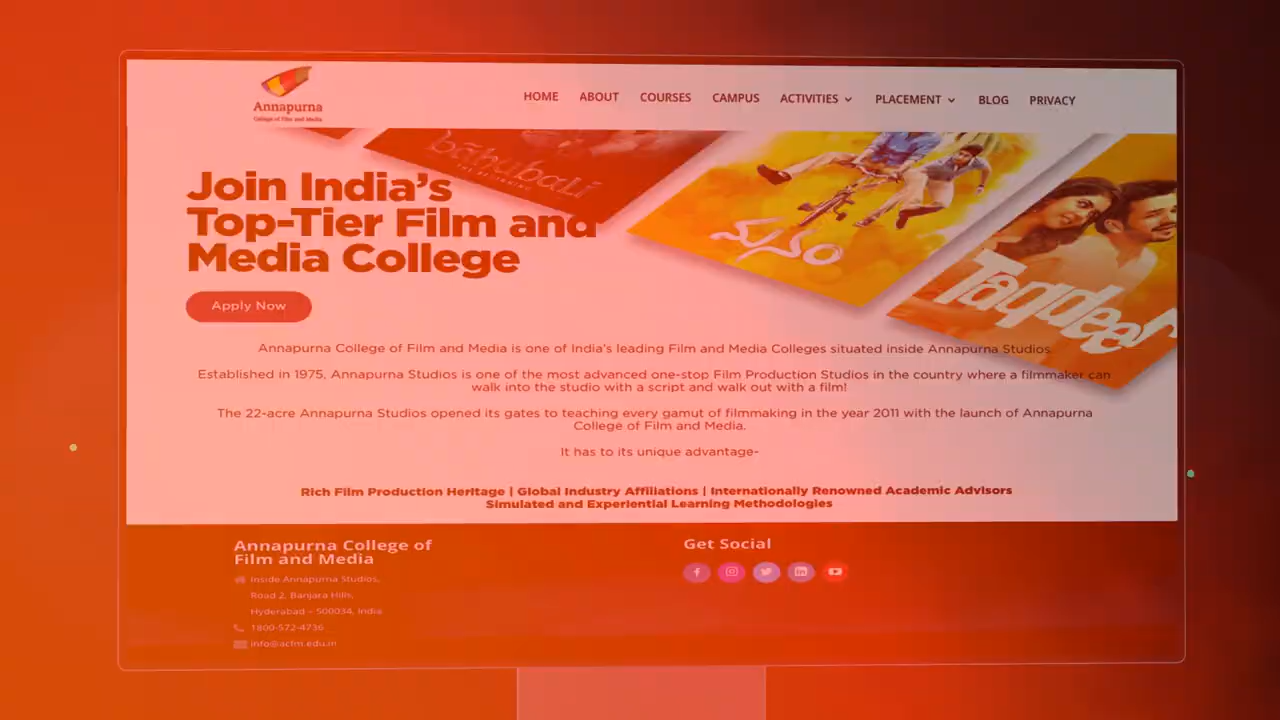 Annapurna
College of Film and Media
HOME ABOUT COURSES CAMPUS ACTIVITIES PLACEMENT BLOG PRIVACY
bāhubali
మనం
Taqdeer
Join India's
Top-Tier Film and
Media College
Apply Now
Annapurna College of Film and Media is one of India's leading Film and Media Colleges situated inside Annapurna Studios.
Established in 1975, Annapurna Studios is one of the most advanced one-stop Film Production Studios in the country where a filmmaker can
walk into the studio with a script and walk out with a film!
The 22-acre Annapurna Studios opened its gates to teaching every gamut of filmmaking in the year 2011 with the launch of Annapurna
College of Film and Media.
It has to its unique advantage-
Rich Film Production Heritage | Global Industry Affiliations | Internationally Renowned Academic Advisors
Simulated and Experiential Learning Methodologies
Annapurna College of
Film and Media
Inside Annapurna Studios,
Road 2, Banjara Hills,
Hyderabad – 500034, India
1800-572-4736
info@acfm.edu.in
Get Social